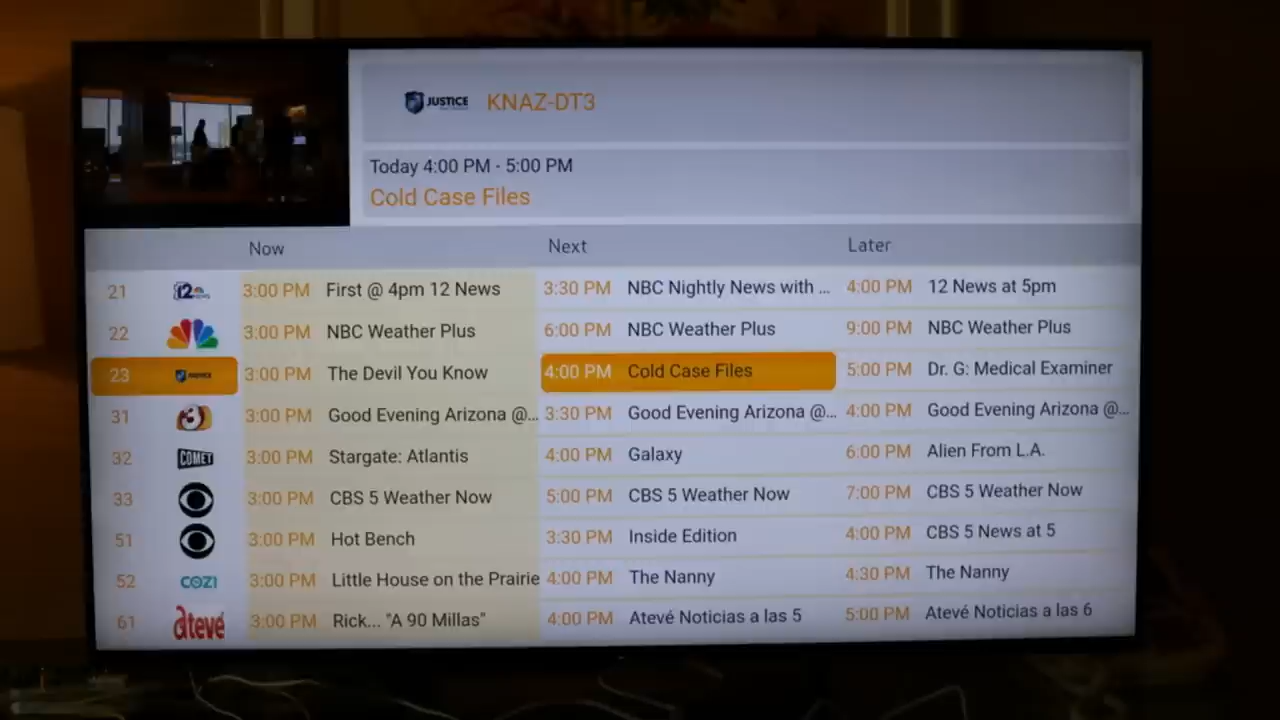 JUSTICE KNAZ-DT3
Today 4:00 PM - 5:00 PM
Cold Case Files
Now Next Later
21 12 NEWS 3:00 PM First @ 4pm 12 News 3:30 PM NBC Nightly News with ... 4:00 PM 12 News at 5pm
22 3:00 PM NBC Weather Plus 6:00 PM NBC Weather Plus 9:00 PM NBC Weather Plus
23 JUSTICE 3:00 PM The Devil You Know 4:00 PM Cold Case Files 5:00 PM Dr. G: Medical Examiner
31 3 3:00 PM Good Evening Arizona @... 3:30 PM Good Evening Arizona @... 4:00 PM Good Evening Arizona @...
32 COMET 3:00 PM Stargate: Atlantis 4:00 PM Galaxy 6:00 PM Alien From L.A.
33 3:00 PM CBS 5 Weather Now 5:00 PM CBS 5 Weather Now 7:00 PM CBS 5 Weather Now
51 3:00 PM Hot Bench 3:30 PM Inside Edition 4:00 PM CBS 5 News at 5
52 COZI 3:00 PM Little House on the Prairie 4:00 PM The Nanny 4:30 PM The Nanny
61 atevé 3:00 PM Rick... "A 90 Millas" 4:00 PM Atevé Noticias a las 5 5:00 PM Atevé Noticias a las 6